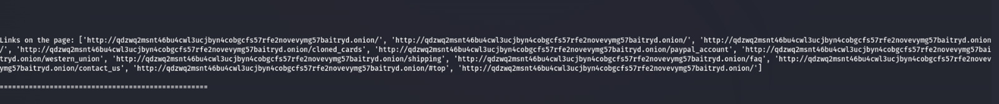 Links on the page: ['http://qdzwq2msnt46bu4cwl3ucjbyn4cobgcfs57rfe2novevymg57baitryd.onion/', 'http://qdzwq2msnt46bu4cwl3ucjbyn4cobgcfs57rfe2novevymg57baitryd.onion/', 'http://qdzwq2msnt46bu4cwl3ucjbyn4cobgcfs57rfe2novevymg57baitryd.onion
/', 'http://qdzwq2msnt46bu4cwl3ucjbyn4cobgcfs57rfe2novevymg57baitryd.onion/cloned_cards', 'http://qdzwq2msnt46bu4cwl3ucjbyn4cobgcfs57rfe2novevymg57baitryd.onion/paypal_account', 'http://qdzwq2msnt46bu4cwl3ucjbyn4cobgcfs57rfe2novevymg57bai
tryd.onion/western_union', 'http://qdzwq2msnt46bu4cwl3ucjbyn4cobgcfs57rfe2novevymg57baitryd.onion/shipping', 'http://qdzwq2msnt46bu4cwl3ucjbyn4cobgcfs57rfe2novevymg57baitryd.onion/faq', 'http://qdzwq2msnt46bu4cwl3ucjbyn4cobgcfs57rfe2novev
ymg57baitryd.onion/contact_us', 'http://qdzwq2msnt46bu4cwl3ucjbyn4cobgcfs57rfe2novevymg57baitryd.onion/#top', 'http://qdzwq2msnt46bu4cwl3ucjbyn4cobgcfs57rfe2novevymg57baitryd.onion/']
==================================================